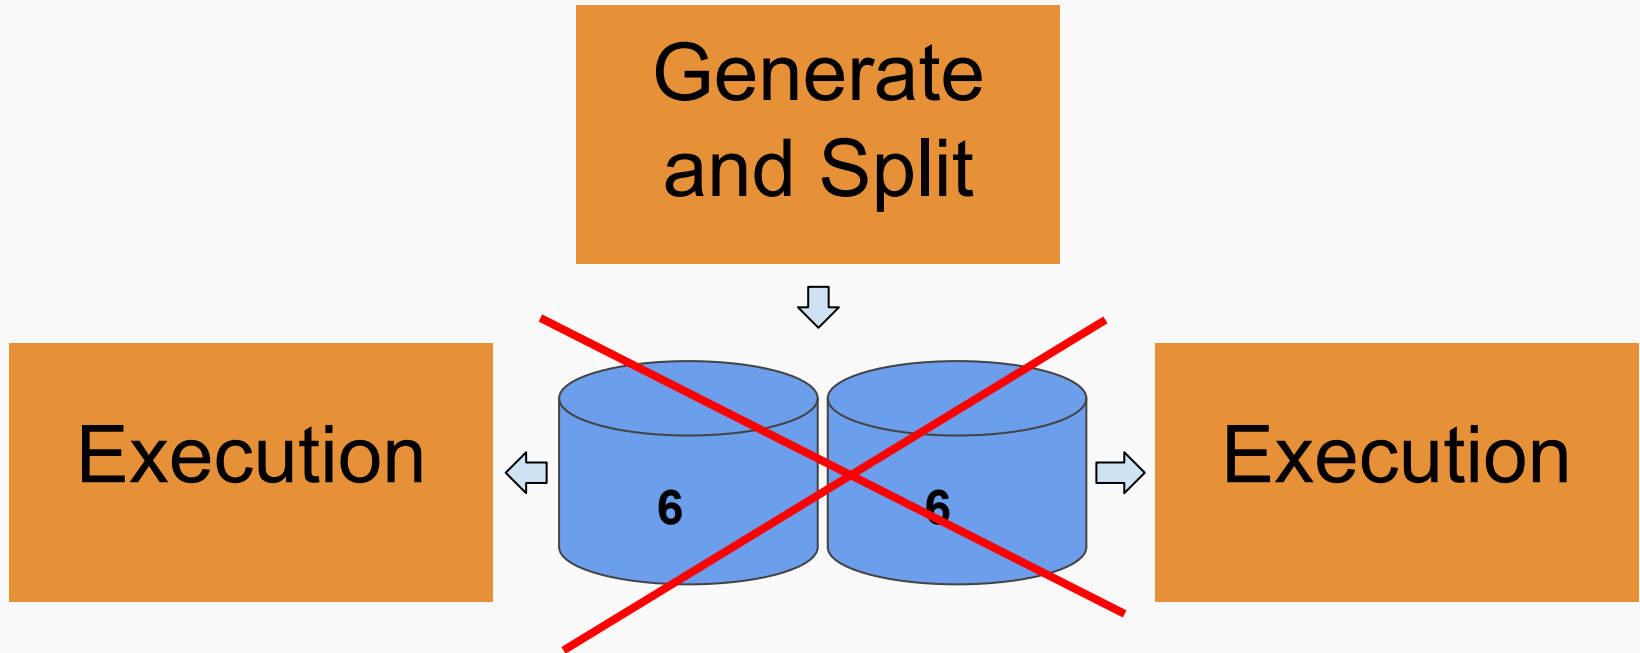 Generate
and Split
Execution
6
6
Execution